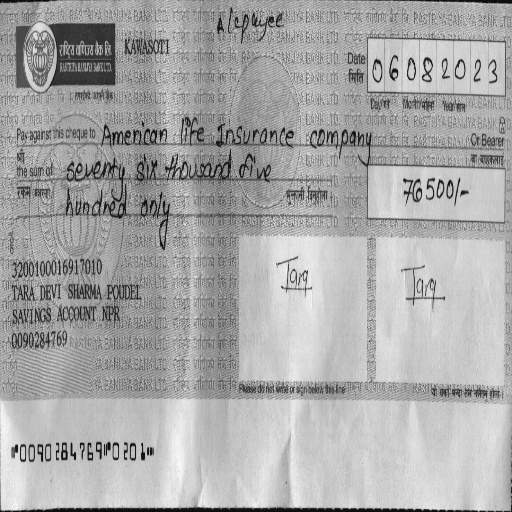 A/c payee
राष्ट्रिय वाणिज्य बैंक लि.
RASTRIYA BANIJYA BANK LTD.
KAWASOTI
Date
मिति
06082023
Day/गते Month/महिना Year/साल
Pay against this cheque to American life Insurance company Or Bearer
श्री वा वाहकलाई
the sum of seventy six thousand five
hundred only
76500/-
3200100016917010
TARA DEVI SHARMA POUDEL
SAVINGS ACCOUNT NPR
0090284769
Tara
Tara
Please do not write or sign below this line
⑈0090284769⑈0201⑈